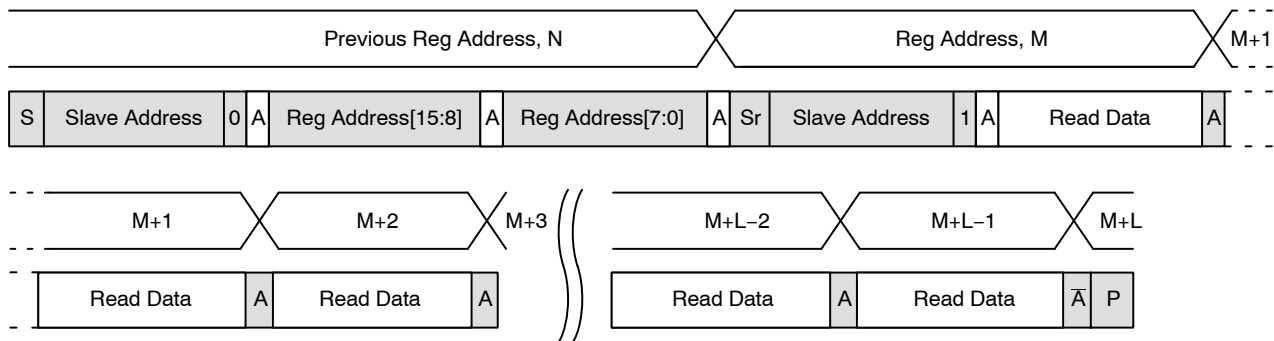 Previous Reg Address, N Reg Address, M M+1
S Slave Address 0 A Reg Address[15:8] A Reg Address[7:0] A Sr Slave Address 1 A Read Data A
M+1 M+2 M+3 M+L−2 M+L−1 M+L
Read Data A Read Data A Read Data A Read Data A̅ P